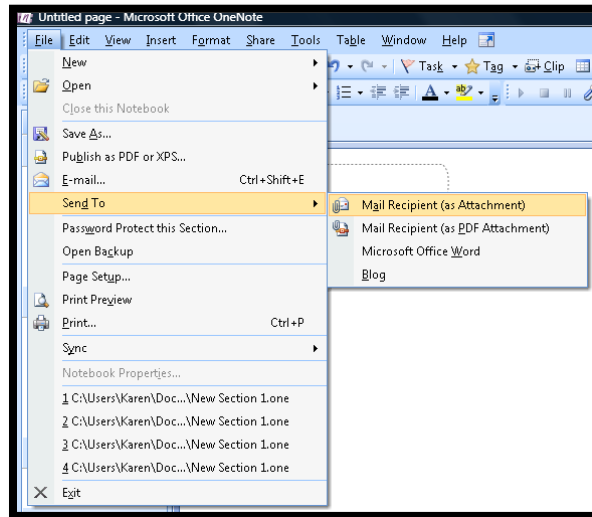 Untitled page - Microsoft Office OneNote
File Edit View Insert Format Share Tools Table Window Help
New
Task Tag Clip
Open
Close this Notebook
Save As...
Publish as PDF or XPS...
E-mail... Ctrl+Shift+E
Send To
Mail Recipient (as Attachment)
Password Protect this Section...
Mail Recipient (as PDF Attachment)
Open Backup
Microsoft Office Word
Page Setup...
Blog
Print Preview
Print... Ctrl+P
Sync
Notebook Properties...
1 C:\Users\Karen\Doc...\New Section 1.one
2 C:\Users\Karen\Doc...\New Section 1.one
3 C:\Users\Karen\Doc...\New Section 1.one
4 C:\Users\Karen\Doc...\New Section 1.one
Exit